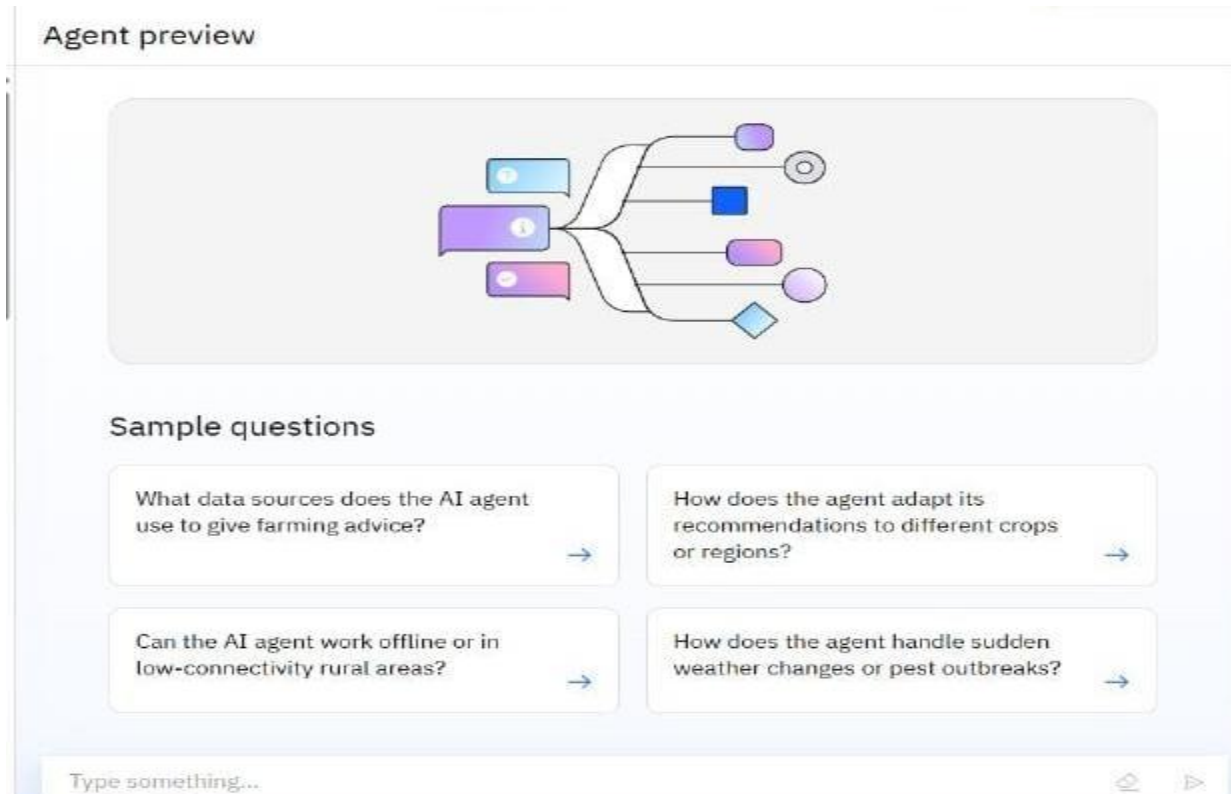 Agent preview
Sample questions
What data sources does the AI agent
use to give farming advice?
How does the agent adapt its
recommendations to different crops
or regions?
Can the AI agent work offline or in
low-connectivity rural areas?
How does the agent handle sudden
weather changes or pest outbreaks?
Type something...